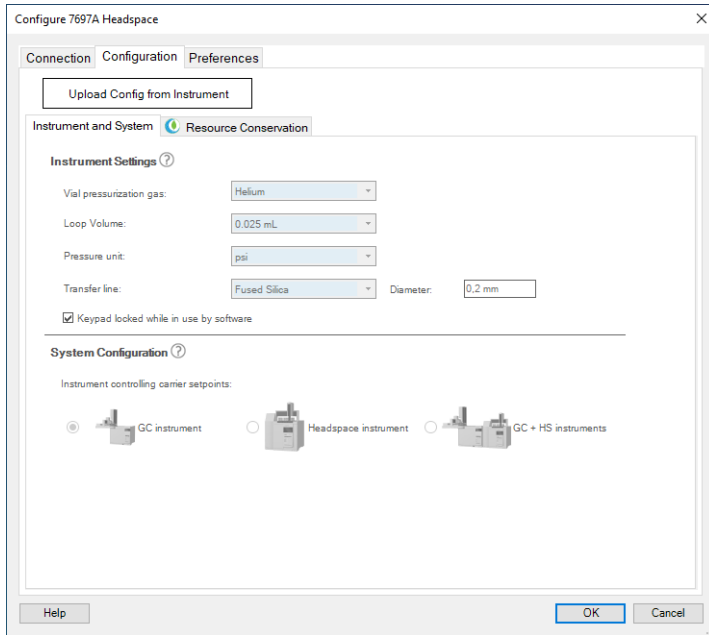 Configure 7697A Headspace
Connection Configuration Preferences
Upload Config from Instrument
Instrument and System Resource Conservation
Instrument Settings ?
Vial pressurization gas: Helium
Loop Volume: 0.025 mL
Pressure unit: psi
Transfer line: Fused Silica Diameter: 0,2 mm
Keypad locked while in use by software
System Configuration ?
Instrument controlling carrier setpoints:
GC instrument Headspace instrument GC + HS instruments
Help OK Cancel